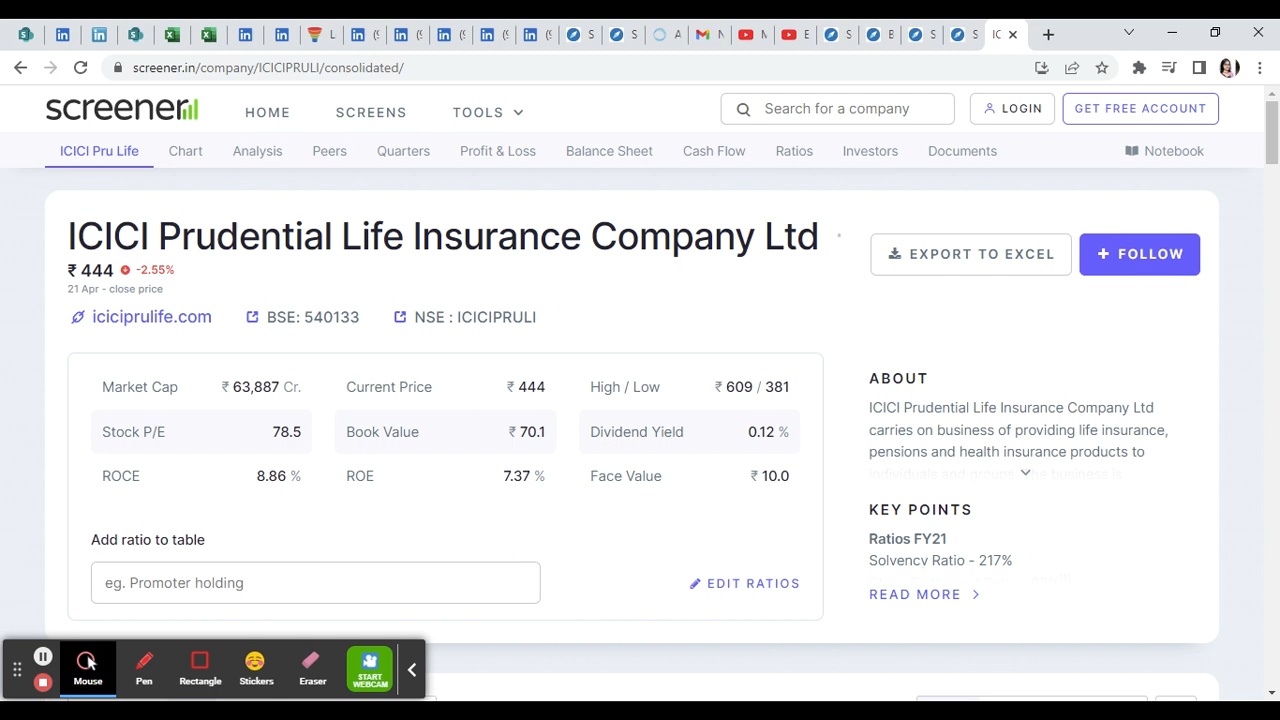 L
(
(
(
(
(
S
S
A
N
M
E
S
B
S
S
IC
screener.in/company/ICICIPRULI/consolidated/
screener
HOME
SCREENS
TOOLS
Search for a company
LOGIN
GET FREE ACCOUNT
ICICI Pru Life
Chart
Analysis
Peers
Quarters
Profit & Loss
Balance Sheet
Cash Flow
Ratios
Investors
Documents
Notebook
ICICI Prudential Life Insurance Company Ltd
₹ 444 -2.55%
21 Apr - close price
EXPORT TO EXCEL
+ FOLLOW
iciciprulife.com
BSE: 540133
NSE : ICICIPRULI
Market Cap ₹ 63,887 Cr.
Current Price ₹ 444
High / Low ₹ 609 / 381
Stock P/E 78.5
Book Value ₹ 70.1
Dividend Yield 0.12 %
ROCE 8.86 %
ROE 7.37 %
Face Value ₹ 10.0
Add ratio to table
eg. Promoter holding
EDIT RATIOS
ABOUT
ICICI Prudential Life Insurance Company Ltd
carries on business of providing life insurance,
pensions and health insurance products to
individuals and groups. The business is
KEY POINTS
Ratios FY21
Solvency Ratio - 217%
READ MORE
Mouse
Pen
Rectangle
Stickers
Eraser
START
WEBCAM